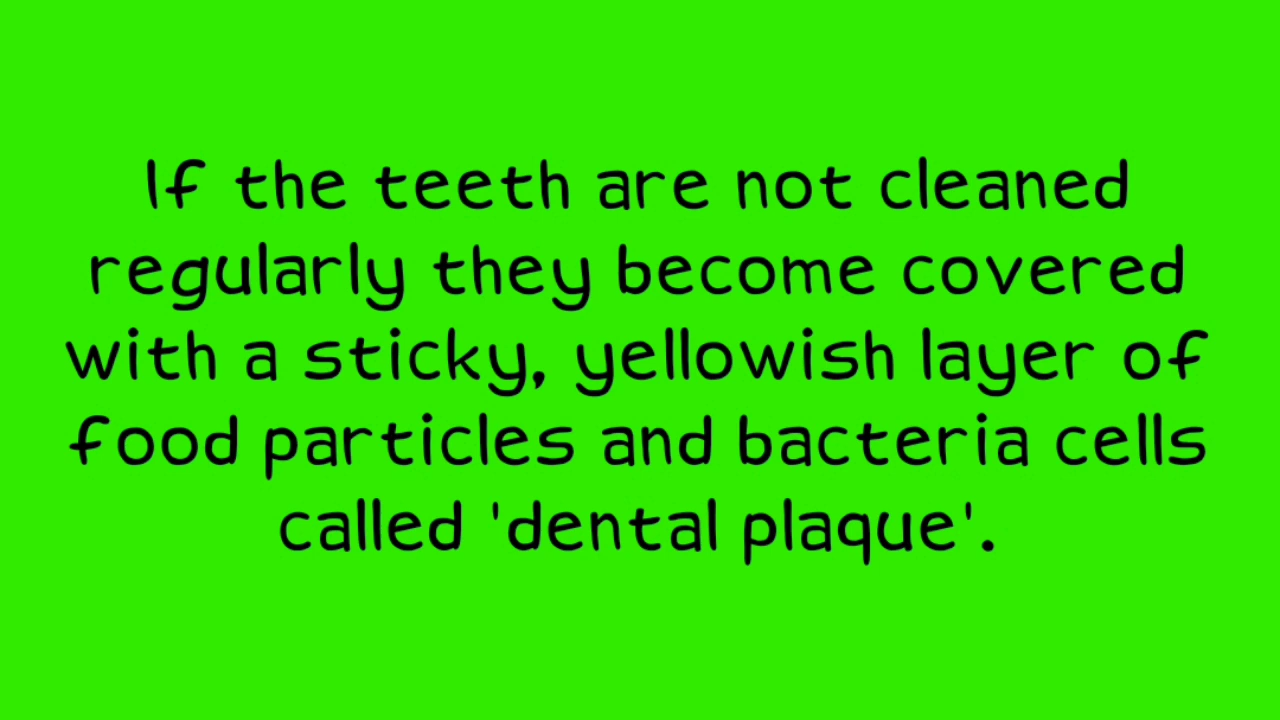 If the teeth are not cleaned
regularly they become covered
with a sticky, yellowish layer of
food particles and bacteria cells
called 'dental plaque'.